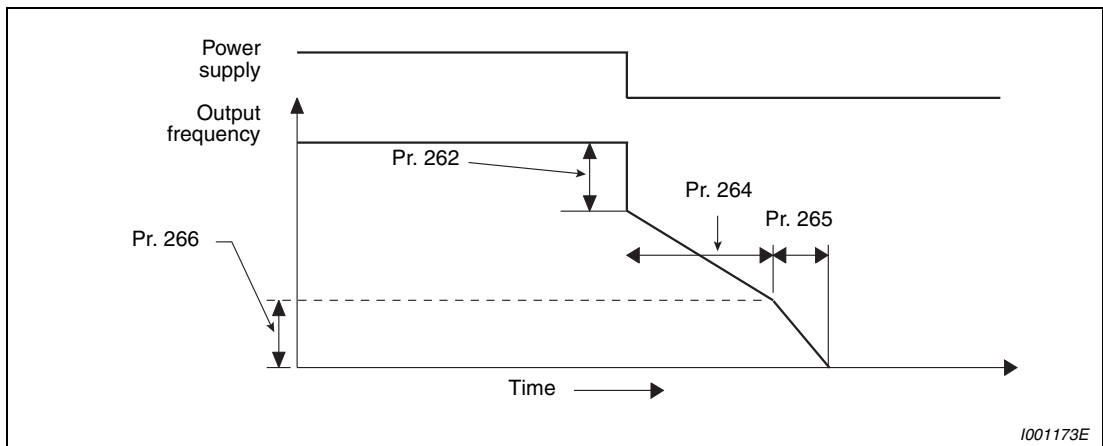 Power
supply
Output
frequency
Pr. 262
Pr. 264
Pr. 265
Pr. 266
Time
I001173E